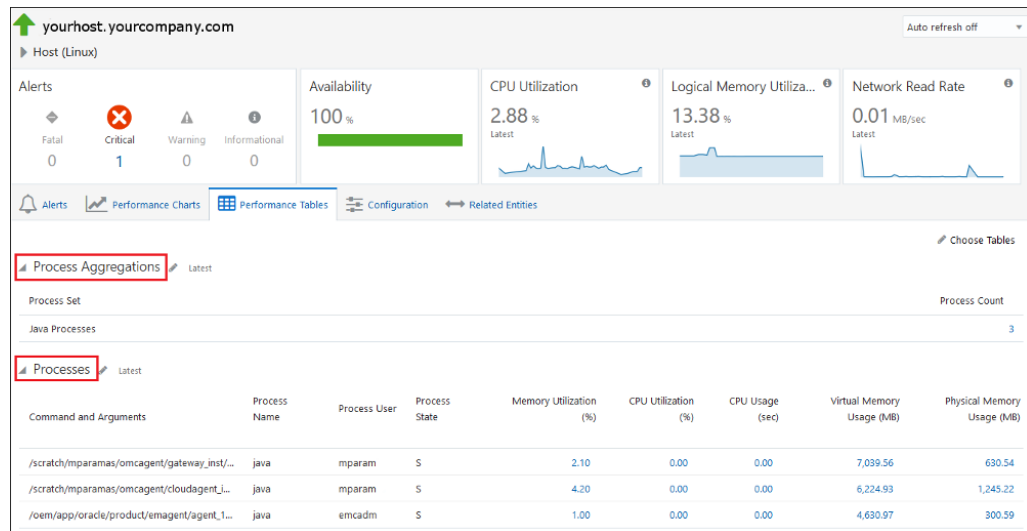 yourhost.yourcompany.com
Auto refresh off
Host (Linux)
Alerts
Fatal
0
Critical
1
Warning
0
Informational
0
Availability
100 %
CPU Utilization
2.88 %
Latest
Logical Memory Utiliza...
13.38 %
Latest
Network Read Rate
0.01 MB/sec
Latest
Alerts Performance Charts Performance Tables Configuration Related Entities
Choose Tables
Process Aggregations Latest
Process Set Process Count
Java Processes 3
Processes Latest
Command and Arguments Process Name Process User Process State Memory Utilization (%) CPU Utilization (%) CPU Usage (sec) Virtual Memory Usage (MB) Physical Memory Usage (MB)
/scratch/mparamas/omcagent/gateway_inst/... java mparam S 2.10 0.00 0.00 7,039.56 630.54
/scratch/mparamas/omcagent/cloudagent_i... java mparam S 4.20 0.00 0.00 6,224.93 1,245.22
/oem/app/oracle/product/emagent/agent_1... java emcadm S 1.00 0.00 0.00 4,630.97 300.59